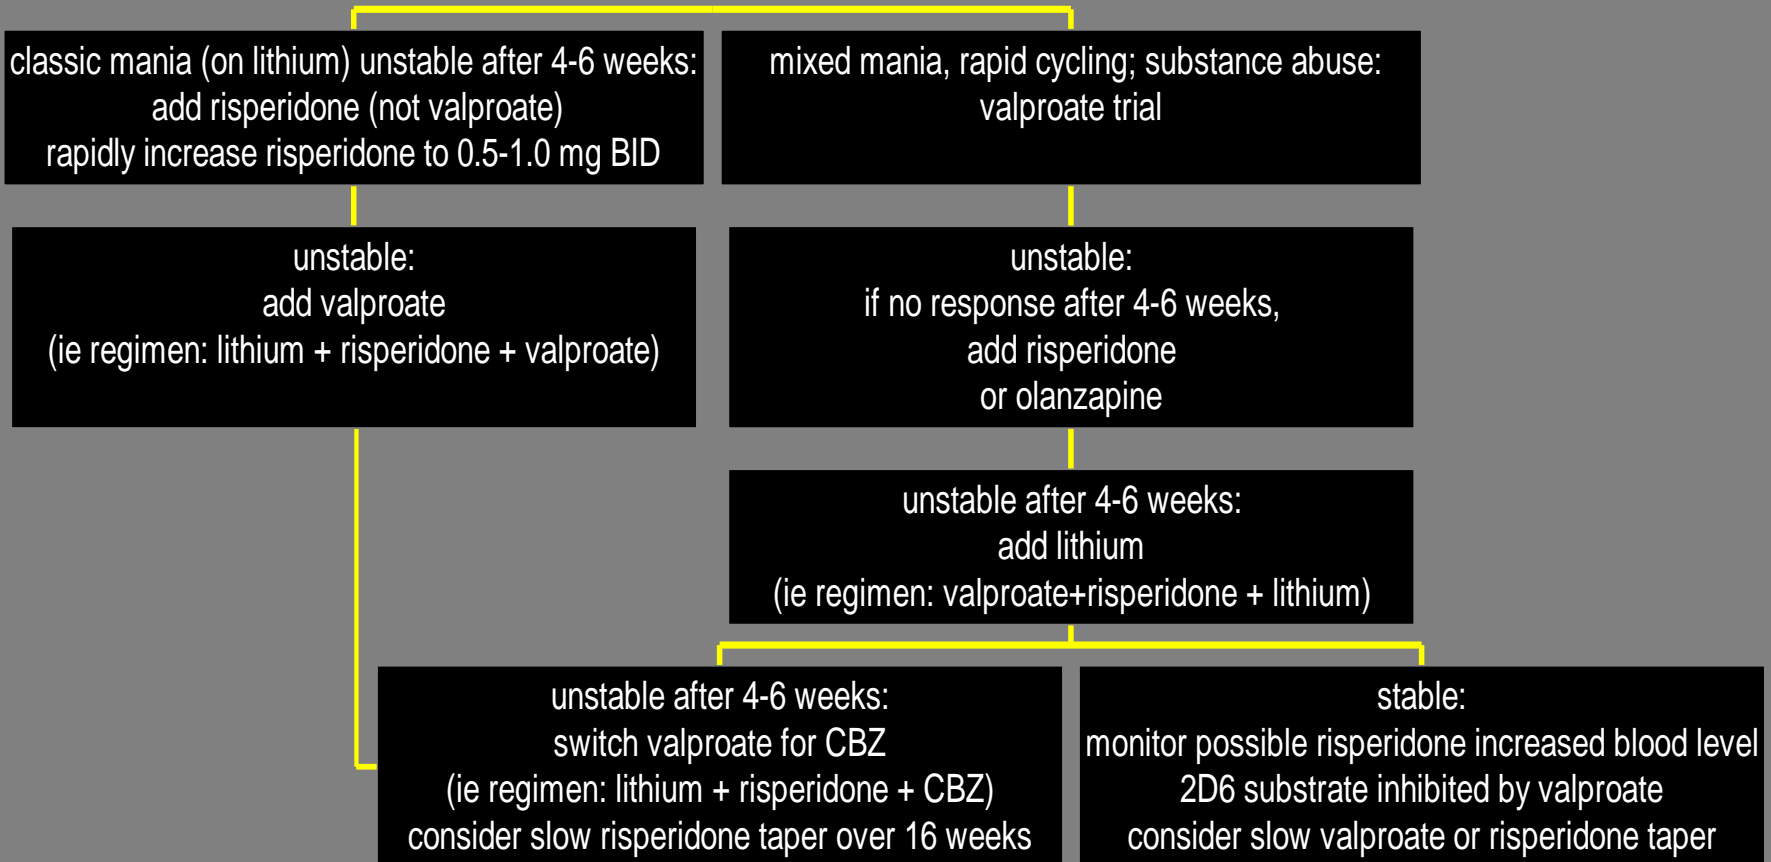 classic mania (on lithium) unstable after 4-6 weeks:
add risperidone (not valproate)
rapidly increase risperidone to 0.5-1.0 mg BID
mixed mania, rapid cycling; substance abuse:
valproate trial
unstable:
add valproate
(ie regimen: lithium + risperidone + valproate)
unstable:
if no response after 4-6 weeks,
add risperidone
or olanzapine
unstable after 4-6 weeks:
add lithium
(ie regimen: valproate+risperidone + lithium)
unstable after 4-6 weeks:
switch valproate for CBZ
(ie regimen: lithium + risperidone + CBZ)
consider slow risperidone taper over 16 weeks
stable:
monitor possible risperidone increased blood level
2D6 substrate inhibited by valproate
consider slow valproate or risperidone taper